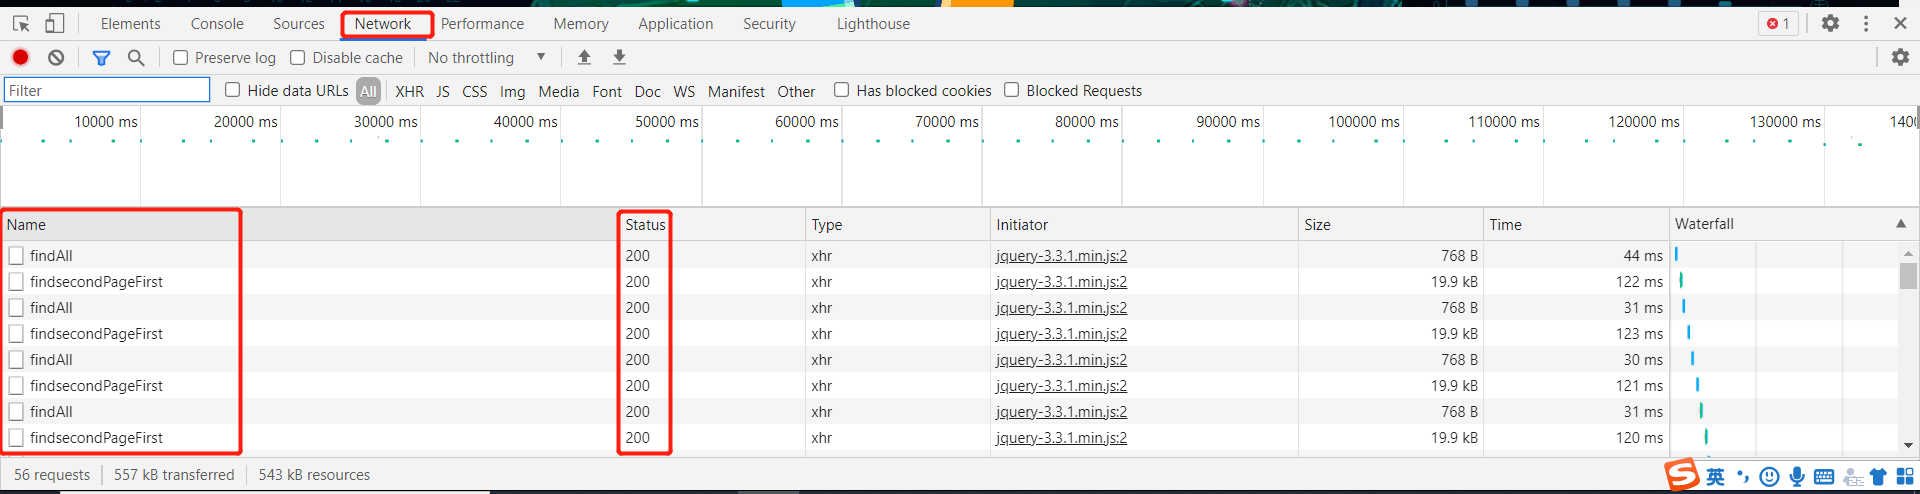 Elements Console Sources Network Performance Memory Application Security Lighthouse 1
Preserve log Disable cache No throttling
Filter Hide data URLs All XHR JS CSS Img Media Font Doc WS Manifest Other Has blocked cookies Blocked Requests
10000 ms 20000 ms 30000 ms 40000 ms 50000 ms 60000 ms 70000 ms 80000 ms 90000 ms 100000 ms 110000 ms 120000 ms 130000 ms
Name Status Type Initiator Size Time Waterfall
findAll 200 xhr jquery-3.3.1.min.js:2 768 B 44 ms
findsecondPageFirst 200 xhr jquery-3.3.1.min.js:2 19.9 kB 122 ms
findAll 200 xhr jquery-3.3.1.min.js:2 768 B 31 ms
findsecondPageFirst 200 xhr jquery-3.3.1.min.js:2 19.9 kB 123 ms
findAll 200 xhr jquery-3.3.1.min.js:2 768 B 30 ms
findsecondPageFirst 200 xhr jquery-3.3.1.min.js:2 19.9 kB 121 ms
findAll 200 xhr jquery-3.3.1.min.js:2 768 B 31 ms
findsecondPageFirst 200 xhr jquery-3.3.1.min.js:2 19.9 kB 120 ms
56 requests 557 kB transferred 543 kB resources 英